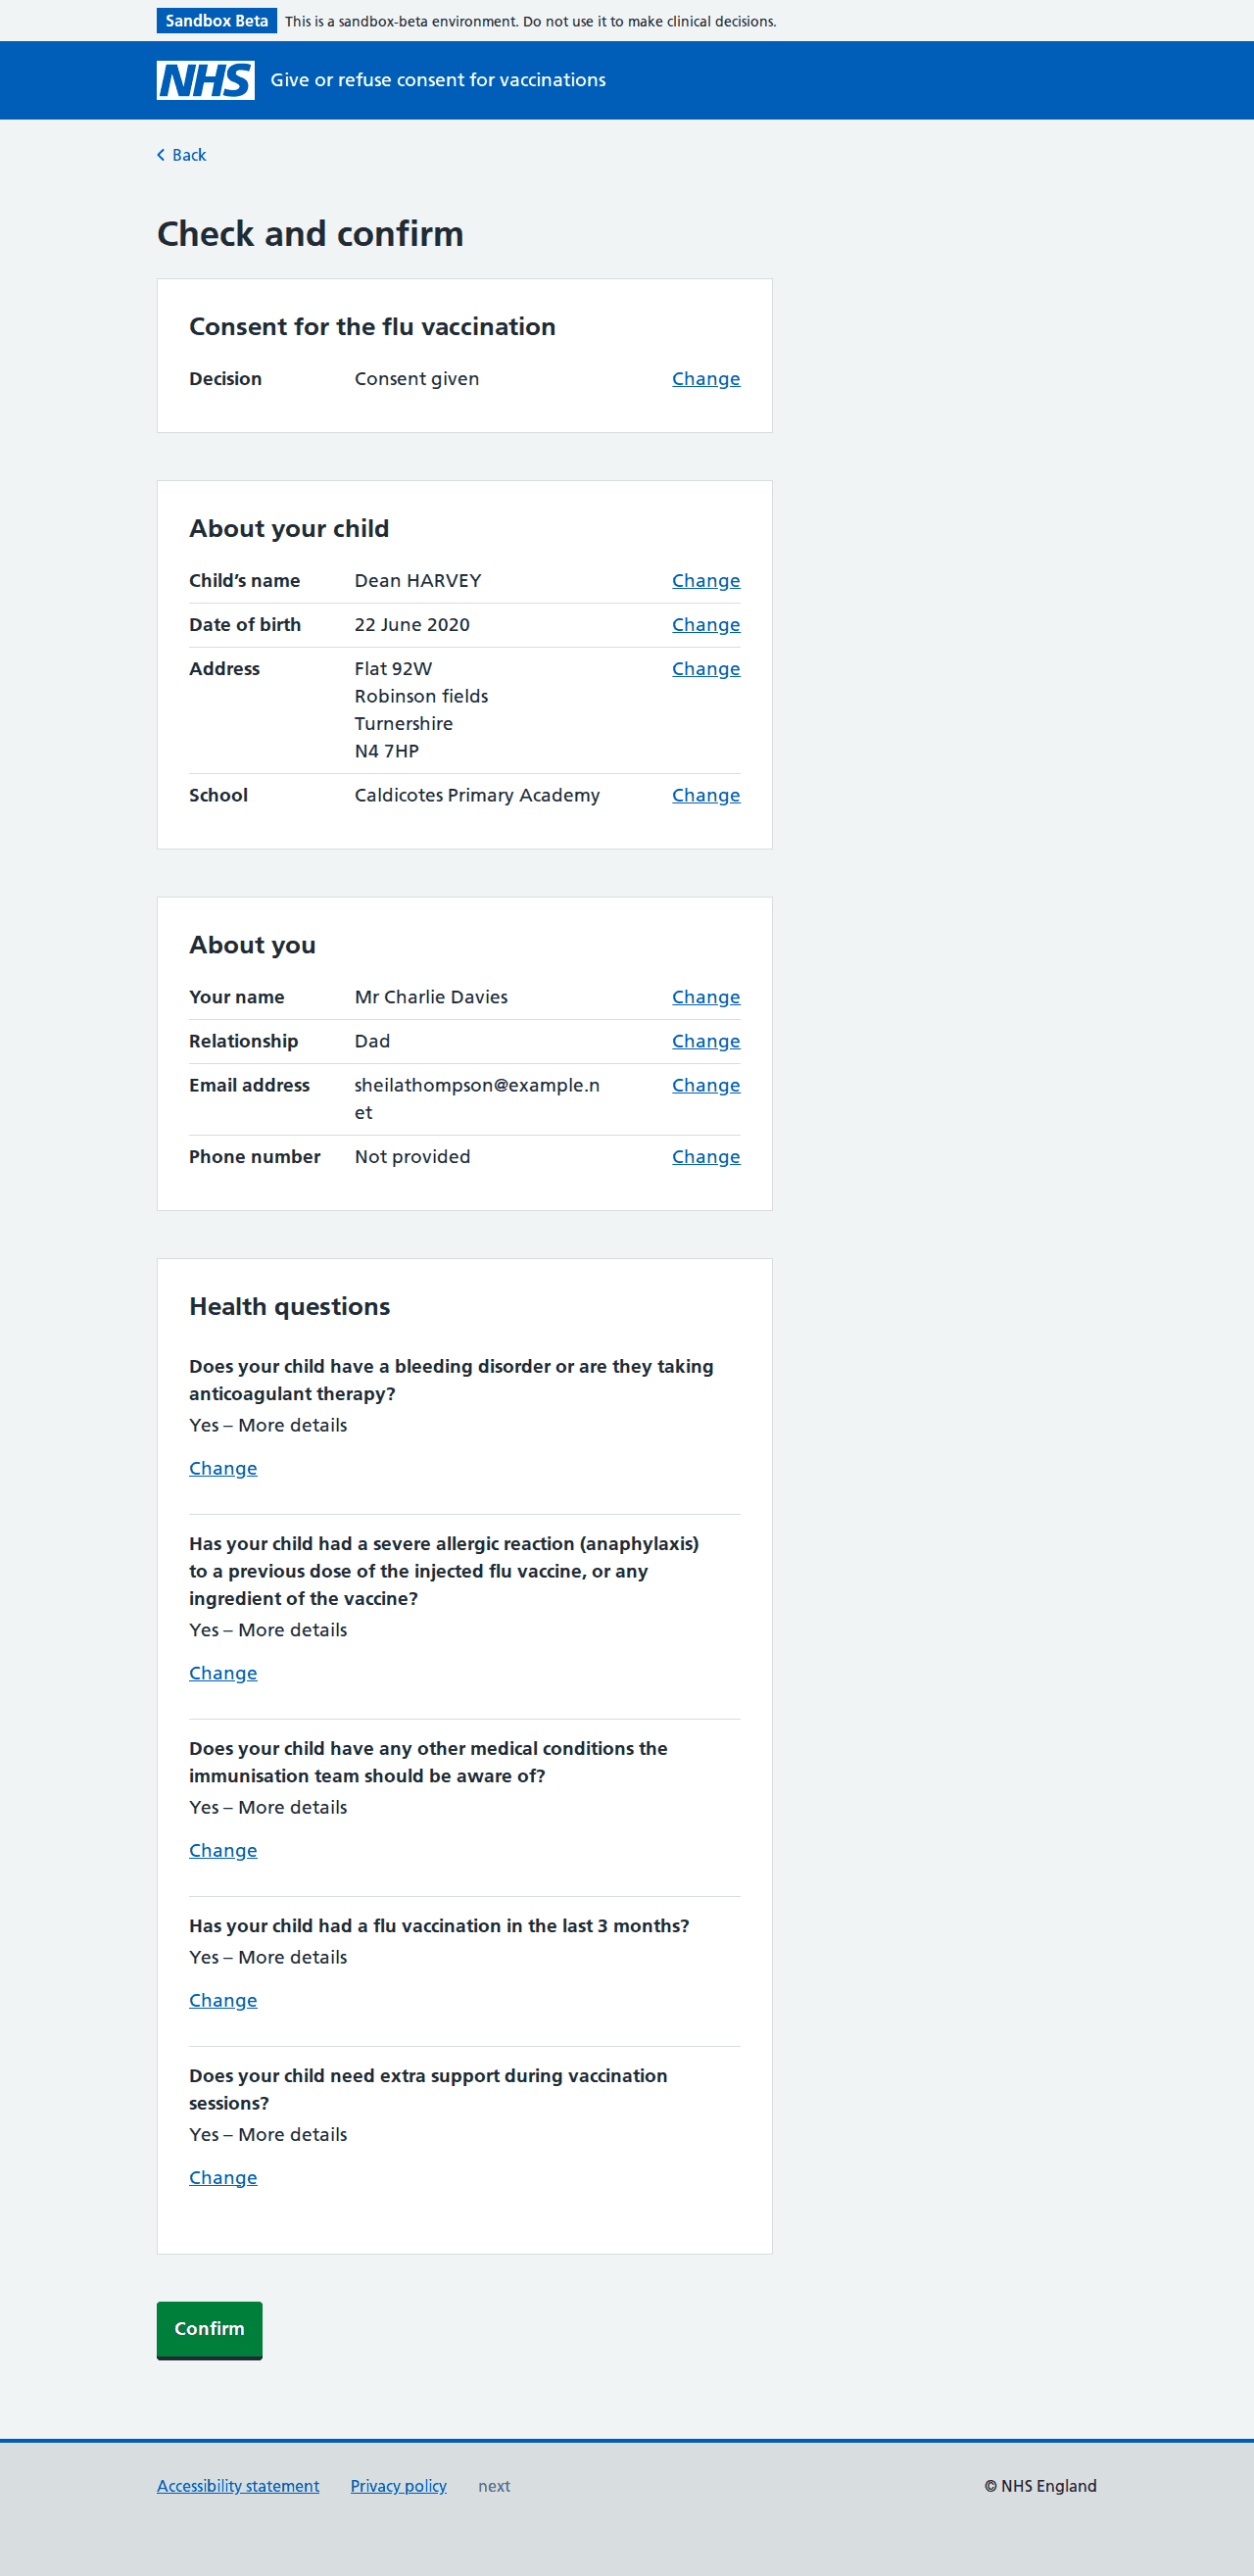 Sandbox Beta This is a sandbox-beta environment. Do not use it to make clinical decisions.
NHS Give or refuse consent for vaccinations
Back
Check and confirm
Consent for the flu vaccination
Decision Consent given Change
About your child
Child’s name Dean HARVEY Change
Date of birth 22 June 2020 Change
Address Flat 92W Change
Robinson fields
Turnershire
N4 7HP
School Caldicotes Primary Academy Change
About you
Your name Mr Charlie Davies Change
Relationship Dad Change
Email address sheilathompson@example.n Change
et
Phone number Not provided Change
Health questions
Does your child have a bleeding disorder or are they taking
anticoagulant therapy?
Yes – More details
Change
Has your child had a severe allergic reaction (anaphylaxis)
to a previous dose of the injected flu vaccine, or any
ingredient of the vaccine?
Yes – More details
Change
Does your child have any other medical conditions the
immunisation team should be aware of?
Yes – More details
Change
Has your child had a flu vaccination in the last 3 months?
Yes – More details
Change
Does your child need extra support during vaccination
sessions?
Yes – More details
Change
Confirm
Accessibility statement Privacy policy next © NHS England